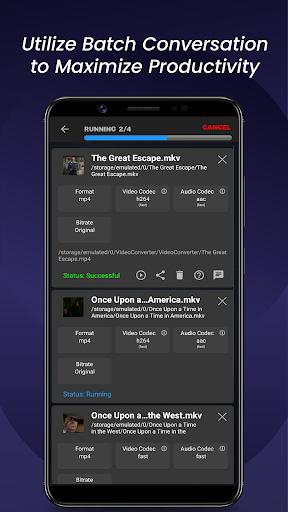 Utilize Batch Conversation
to Maximize Productivity
RUNNING 2/4
CANCEL
The Great Escape.mkv
/storage/emulated/0/The Great Escape/The
Great Escape.mkv
Format
mp4
Video Codec
h264
(fast)
Audio Codec
aac
(fast)
Bitrate
Original
/storage/emulated/0/VideoConverter/VideoConverter/The Great
Escape.mp4
Status: Successful
Once Upon a...America.mkv
/storage/emulated/0/Once Upon a Time in
America/Once Upon a Time in America.mkv
Format
mp4
Video Codec
h264
(fast)
Audio Codec
aac
(fast)
Bitrate
Original
Status: Running
Once Upon a...the West.mkv
/storage/emulated/0/Once Upon a Time
in the West/Once Upon a Time in the
West.mkv
Format
mp4
Video Codec
fast
Audio Codec
fast
Bitrate